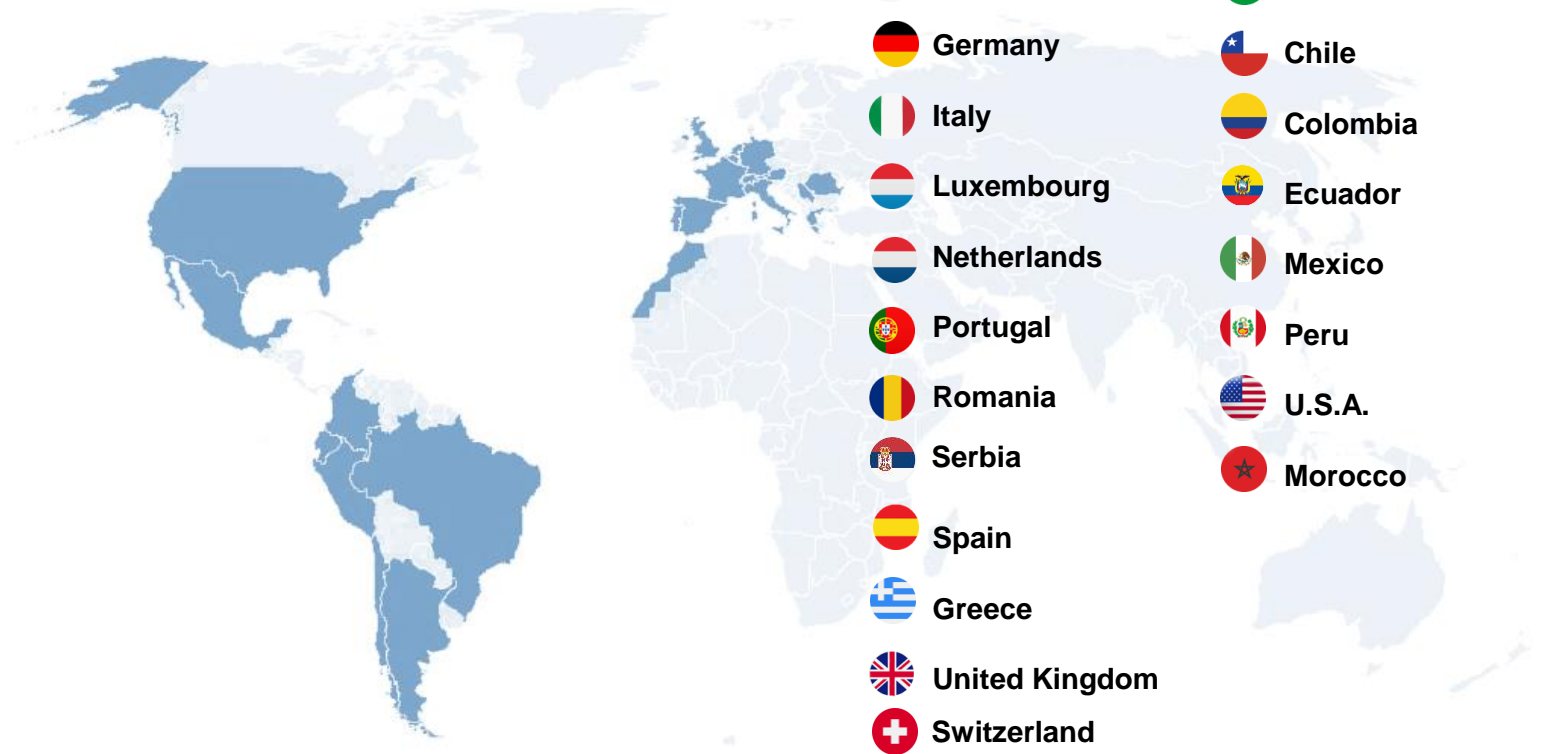 Germany
Italy
Luxembourg
Netherlands
Portugal
Romania
Serbia
Spain
Greece
United Kingdom
Switzerland
Chile
Colombia
Ecuador
Mexico
Peru
U.S.A.
Morocco